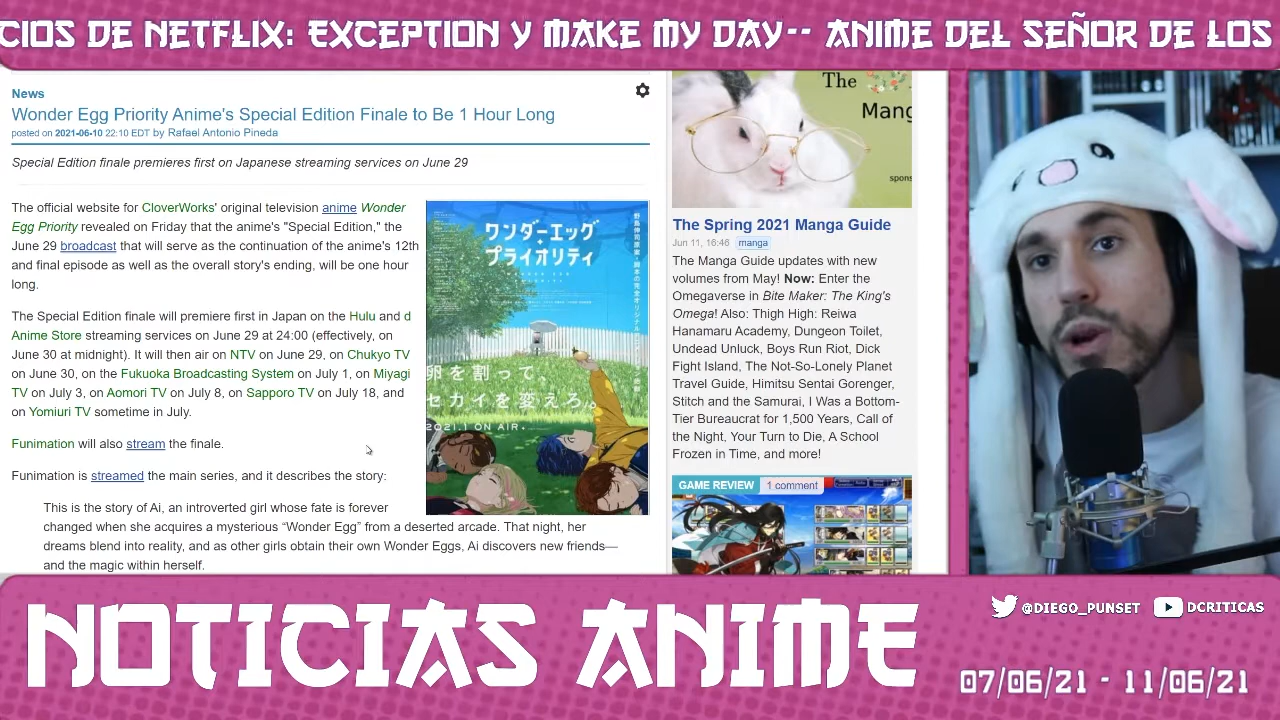 CIOS DE NETFLIX: EXCEPTION Y MAKE MY DAY-- ANIME DEL SEÑOR DE LOS
News
Wonder Egg Priority Anime's Special Edition Finale to Be 1 Hour Long
posted on 2021-06-10 22:10 EDT by Rafael Antonio Pineda
Special Edition finale premieres first on Japanese streaming services on June 29
The official website for CloverWorks' original television anime Wonder
Egg Priority revealed on Friday that the anime's "Special Edition," the
June 29 broadcast that will serve as the continuation of the anime's 12th
and final episode as well as the overall story's ending, will be one hour
long.
The Special Edition finale will premiere first in Japan on the Hulu and d
Anime Store streaming services on June 29 at 24:00 (effectively, on
June 30 at midnight). It will then air on NTV on June 29, on Chukyo TV
on June 30, on the Fukuoka Broadcasting System on July 1, on Miyagi
TV on July 3, on Aomori TV on July 8, on Sapporo TV on July 18, and
on Yomiuri TV sometime in July.
Funimation will also stream the finale.
Funimation is streamed the main series, and it describes the story:
This is the story of Ai, an introverted girl whose fate is forever
changed when she acquires a mysterious “Wonder Egg” from a deserted arcade. That night, her
dreams blend into reality, and as other girls obtain their own Wonder Eggs, Ai discovers new friends—
and the magic within herself.
ワンダーエッグ
プライオリティ
卵を割って、
セカイを変えろ。
2021.1 ON AIR
The
Mang
spons
The Spring 2021 Manga Guide
Jun 11, 16:46 manga
The Manga Guide updates with new
volumes from May! Now: Enter the
Omegaverse in Bite Maker: The King's
Omega! Also: Thigh High: Reiwa
Hanamaru Academy, Dungeon Toilet,
Undead Unluck, Boys Run Riot, Dick
Fight Island, The Not-So-Lonely Planet
Travel Guide, Himitsu Sentai Gorenger,
Stitch and the Samurai, I Was a Bottom-
Tier Bureaucrat for 1,500 Years, Call of
the Night, Your Turn to Die, A School
Frozen in Time, and more!
GAME REVIEW 1 comment
NOTICIAS ANIME
@DIEGO_PUNSET DCRITICAS
07/06/21 - 11/06/21